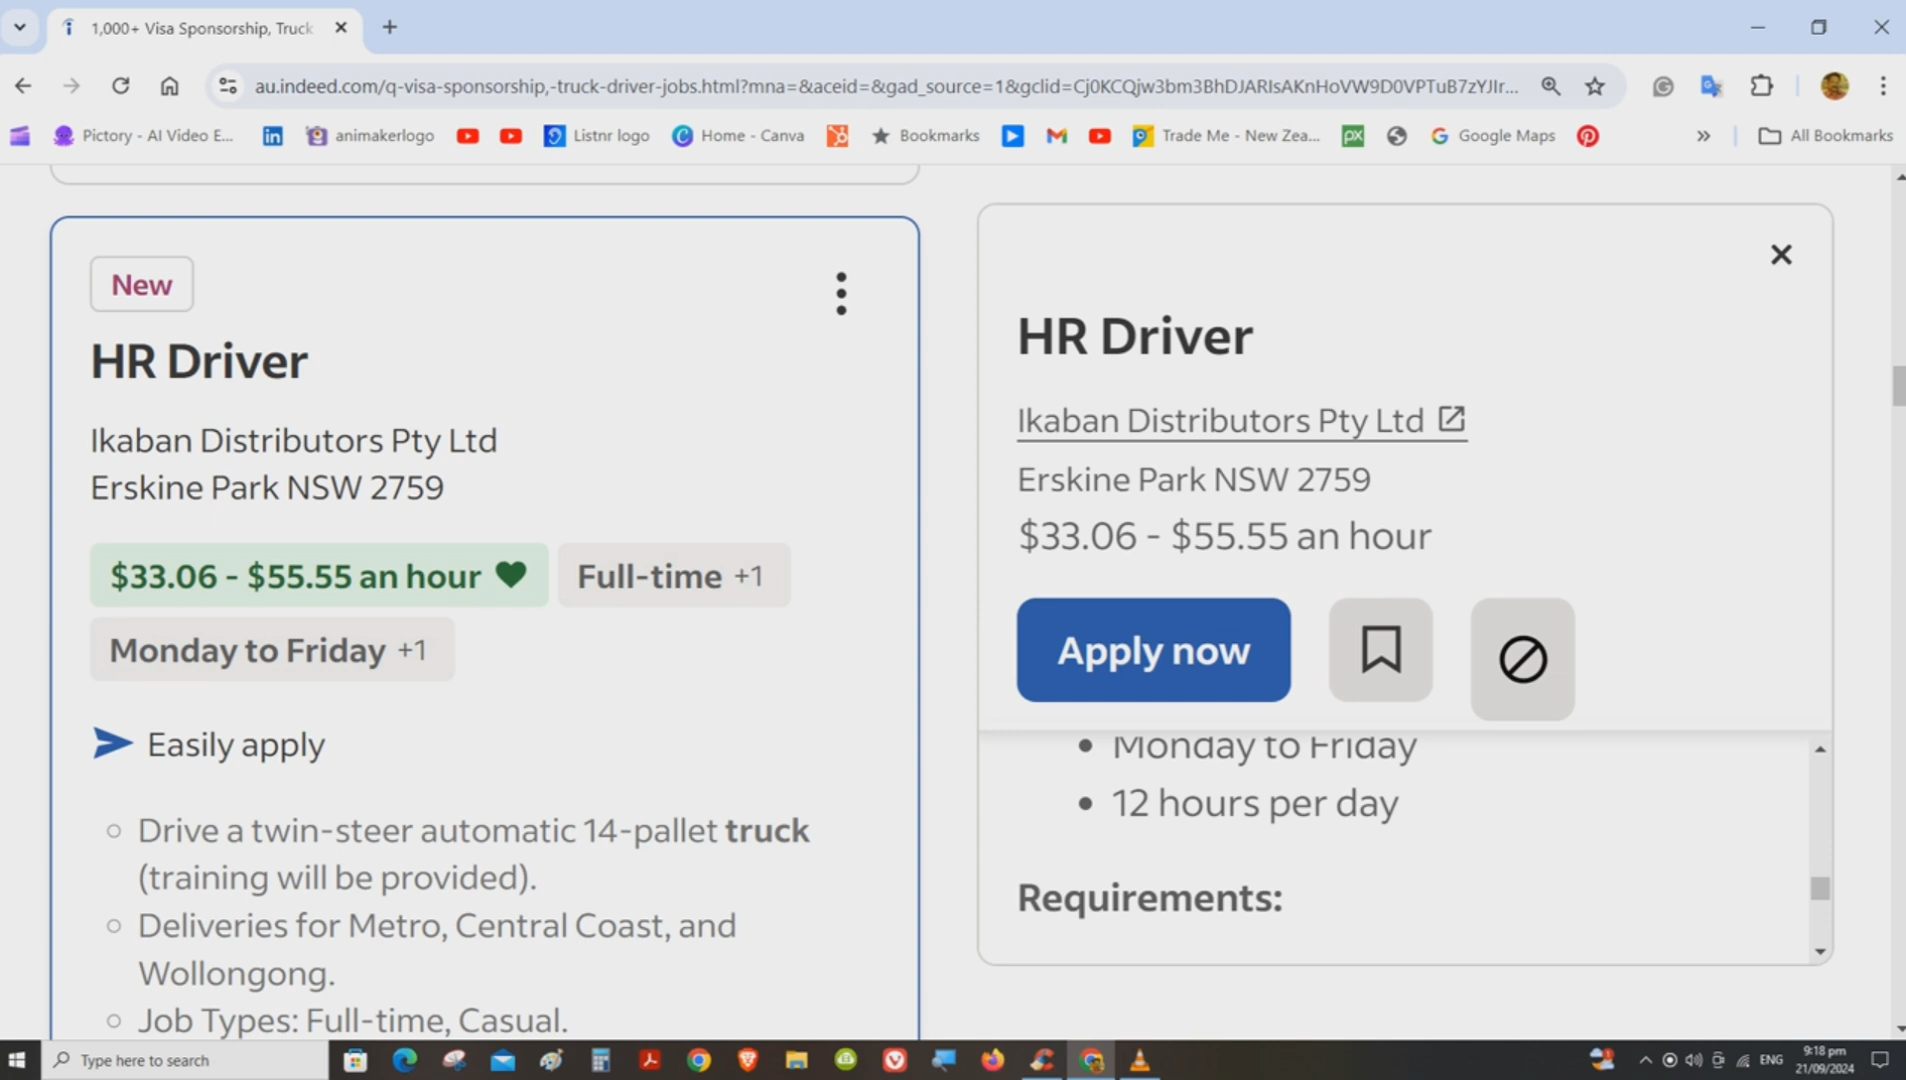 1,000+ Visa Sponsorship, Truck
au.indeed.com/q-visa-sponsorship,-truck-driver-jobs.html?mna=&aceid=&gad_source=1&gclid=Cj0KCQjw3bm3BhDJARIsAKnHoVW9D0VPTuB7zYJIr...
Pictory - AI Video E... animakerlogo Listnr logo Home - Canva Bookmarks Trade Me - New Zea... Google Maps » All Bookmarks
New
HR Driver
Ikaban Distributors Pty Ltd
Erskine Park NSW 2759
$33.06 - $55.55 an hour Full-time +1
Monday to Friday +1
Easily apply
Drive a twin-steer automatic 14-pallet truck
(training will be provided).
Deliveries for Metro, Central Coast, and
Wollongong.
Job Types: Full-time, Casual.
HR Driver
Ikaban Distributors Pty Ltd
Erskine Park NSW 2759
$33.06 - $55.55 an hour
Apply now
Monday to Friday
12 hours per day
Requirements:
Type here to search
ENG
9:18 pm
21/09/2024